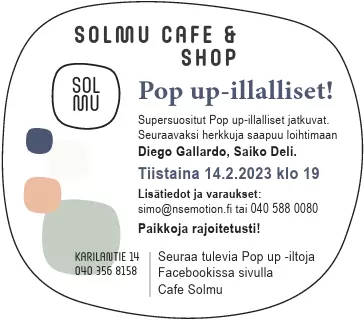 SOLMU CAFE &
SHOP
SOL
MU
Pop up-illalliset!
Supersuositut Pop up-illalliset jatkuvat.
Seuraavaksi herkkuja saapuu loihtimaan
Diego Gallardo, Saiko Deli.
Tiistaina 14.2.2023 klo 19
Lisätiedot ja varaukset:
simo@nsemotion.fi tai 040 588 0080
Paikkoja rajoitetusti!
KARILANTIE 14
040 356 8158
Seuraa tulevia Pop up -iltoja
Facebookissa sivulla
Cafe Solmu